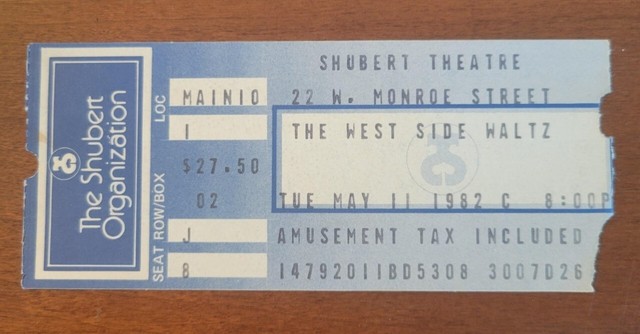 The Shubert
Organization
LOC
SEAT ROW/BOX
MAINIO
I
$27.50
02
J
8
SHUBERT THEATRE
22 W. MONROE STREET
THE WEST SIDE WALTZ
TUE MAY 11 1982 C 8:00P
AMUSEMENT TAX INCLUDED
14792011BD5308 3007D26